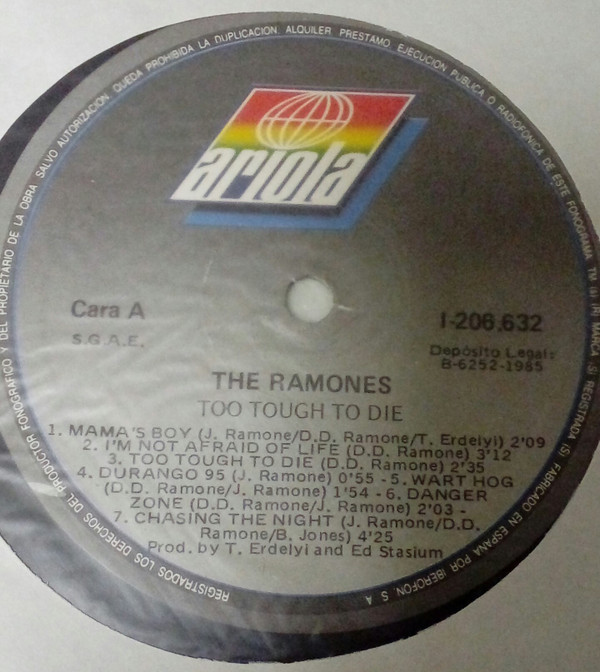 REGISTRADOS LOS DERECHOS DEL PRODUCTOR FONOGRAFICO Y DEL PROPIETARIO DE LA OBRA. SALVO AUTORIZACION QUEDA PROHIBIDA LA DUPLICACION ALQUILER PRESTAMO, EJECUCION PUBLICA O RADIOFONICA DE ESTE FONOGRAMA TM (s) (R) MARCA (S) REGISTRADA (S) FABRICADO EN ESPAÑA POR IBEROFON, S. A.
ariola
Cara A
S.G.A.E.
I-206.632
Depósito Legal:
B-6252-1985
THE RAMONES
TOO TOUGH TO DIE
1. MAMA'S BOY (J. Ramone/D.D. Ramone/T. Erdelyi) 2'09
2. I'M NOT AFRAID OF LIFE (D.D. Ramone) 3'12
3. TOO TOUGH TO DIE (D.D. Ramone) 2'35
4. DURANGO 95 (J. Ramone) 0'55 - 5. WART HOG
(D.D. Ramone/J. Ramone) 1'54 - 6. DANGER
ZONE (D.D. Ramone/J. Ramone) 2'03 -
7. CHASING THE NIGHT (J. Ramone/D.D.
Ramone/B. Jones) 4'25
Prod. by T. Erdelyi and Ed Stasium